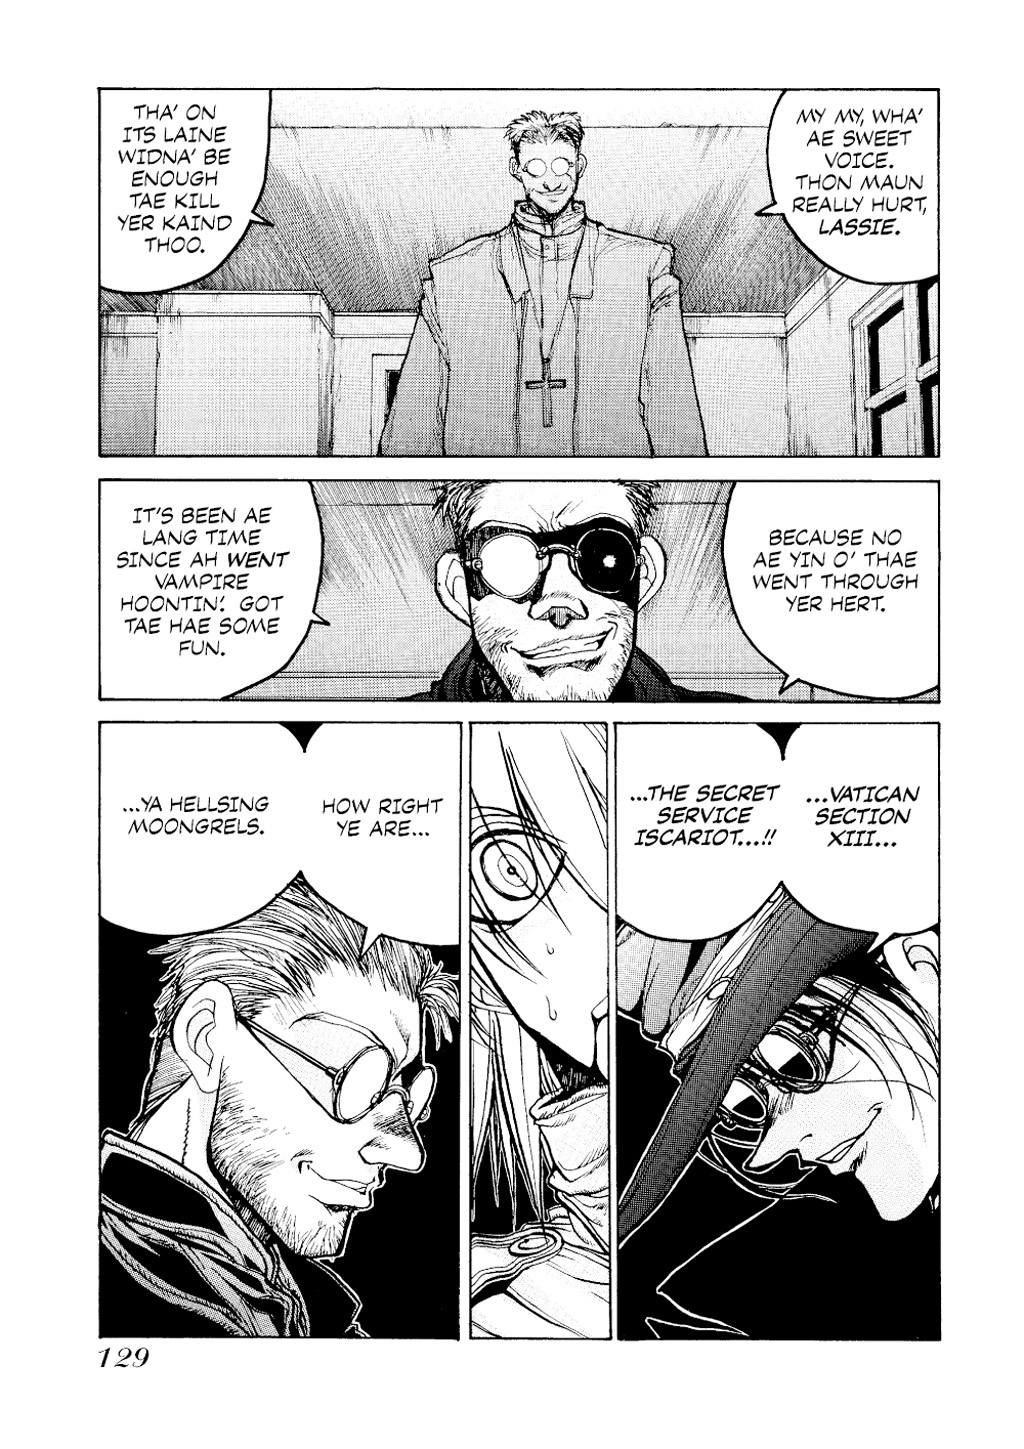 MY MY, WHA'
AE SWEET
VOICE.
THON MAUN
REALLY HURT,
LASSIE.
THA' ON
ITS LAINE
WIDNA' BE
ENOUGH
TAE KILL
YER KAIND
THOO.
BECAUSE NO
AE YIN O' THAE
WENT THROUGH
YER HERT.
IT'S BEEN AE
LANG TIME
SINCE AH WENT
VAMPIRE
HOONTIN'. GOT
TAE HAE SOME
FUN.
...VATICAN
SECTION
XIII...
...THE SECRET
SERVICE
ISCARIOT...!!
HOW RIGHT
YE ARE...
...YA HELLSING
MOONGRELS.
129